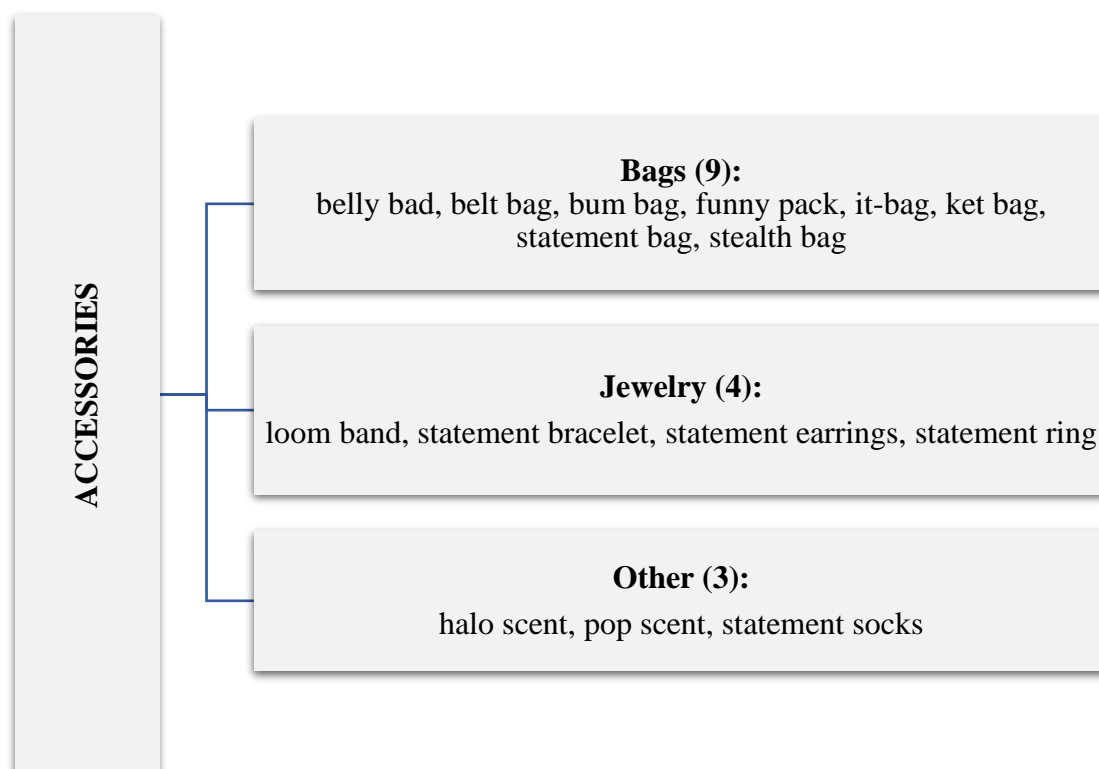 ACCESSORIES
Bags (9):
belly bad, belt bag, bum bag, funny pack, it-bag, ket bag,
statement bag, stealth bag
Jewelry (4):
loom band, statement bracelet, statement earrings, statement ring
Other (3):
halo scent, pop scent, statement socks